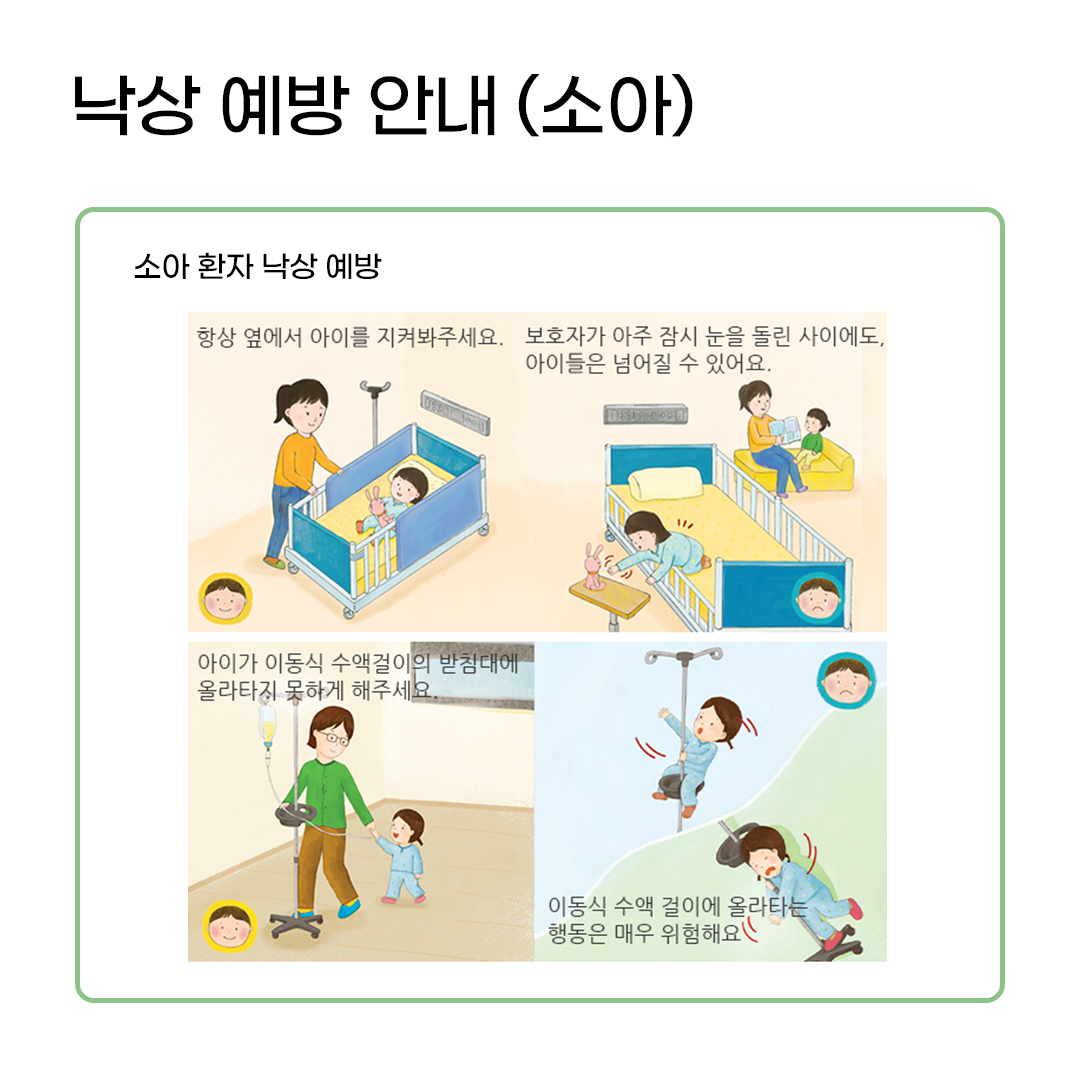 낙상 예방 안내 (소아)
소아 환자 낙상 예방
항상 옆에서 아이를 지켜봐주세요.
보호자가 아주 잠시 눈을 돌린 사이에도,
아이들은 넘어질 수 있어요.
아이가 이동식 수액걸이의 받침대에
올라타지 못하게 해주세요.
이동식 수액 걸이에 올라타는
행동은 매우 위험해요